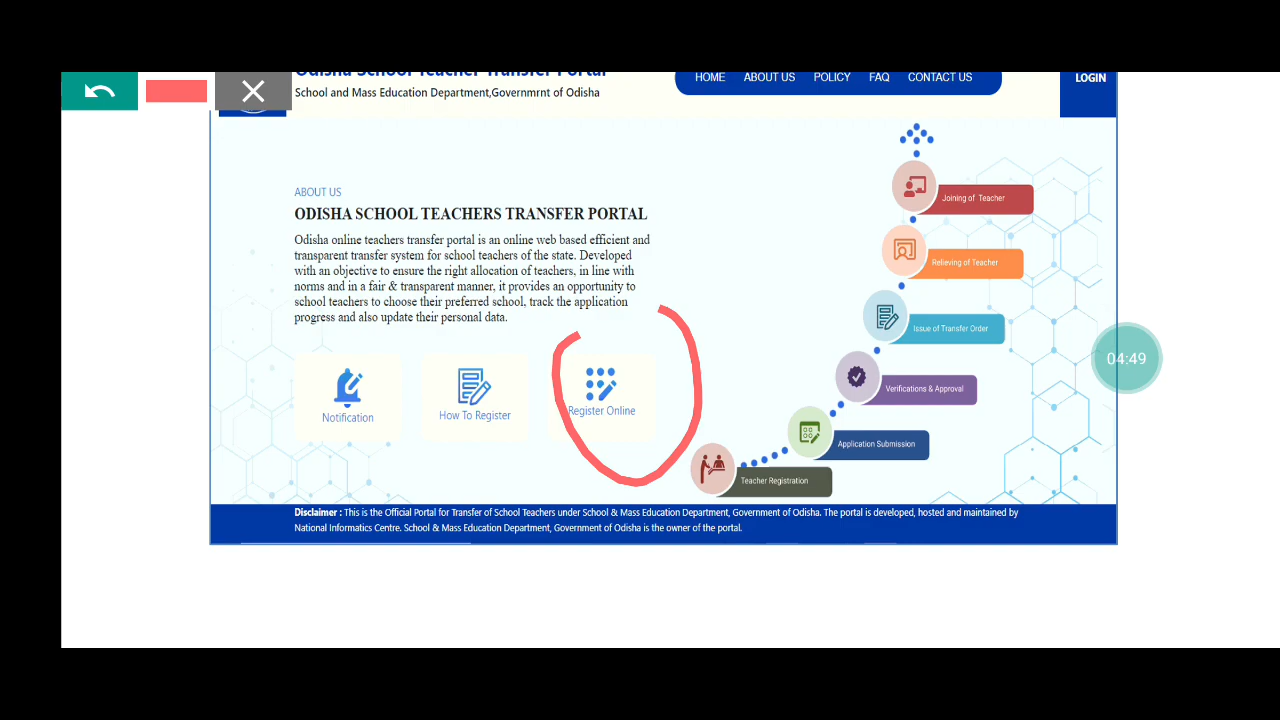 Odisha School Teacher Transfer Portal
School and Mass Education Department,Governmrnt of Odisha
HOME ABOUT US POLICY FAQ CONTACT US
LOGIN
ABOUT US
ODISHA SCHOOL TEACHERS TRANSFER PORTAL
Odisha online teachers transfer portal is an online web based efficient and
transparent transfer system for school teachers of the state. Developed
with an objective to ensure the right allocation of teachers, in line with
norms and in a fair & transparent manner, it provides an opportunity to
school teachers to choose their preferred school, track the application
progress and also update their personal data.
Notification
How To Register
Register Online
Joining of Teacher
Relieving of Teacher
Issue of Transfer Order
Verifications & Approval
Application Submission
Teacher Registration
04:49
Disclaimer : This is the Official Portal for Transfer of School Teachers under School & Mass Education Department, Government of Odisha. The portal is developed, hosted and maintained by
National Informatics Centre. School & Mass Education Department, Government of Odisha is the owner of the portal.